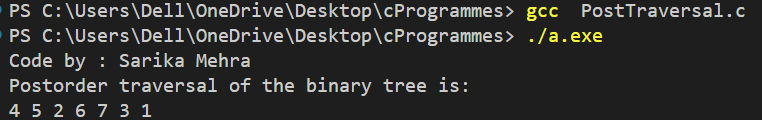 PS C:\Users\Dell\OneDrive\Desktop\cProgrammes> gcc  PostTraversal.c
PS C:\Users\Dell\OneDrive\Desktop\cProgrammes> ./a.exe
Code by : Sarika Mehra
Postorder traversal of the binary tree is:
4 5 2 6 7 3 1